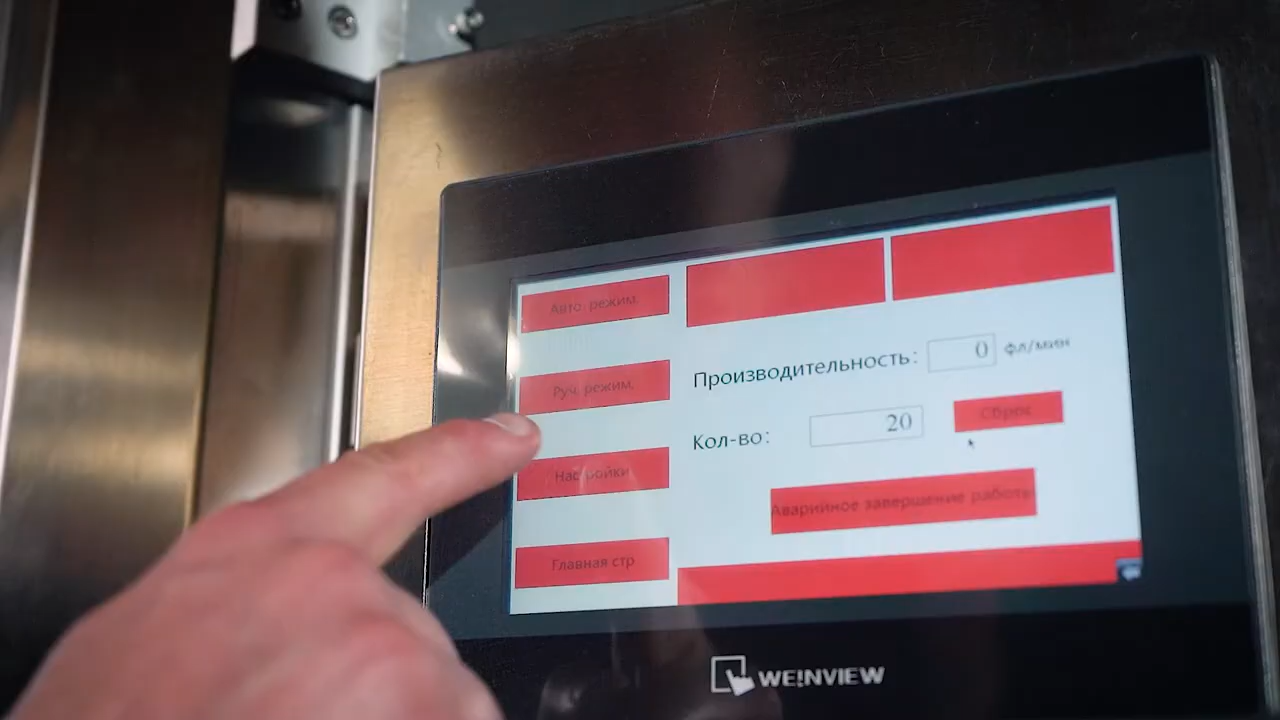 Авто. режим.
Руч. режим.
Настройки
Главная стр
Производительность: 0 фл/мин
Кол-во: 20 Сброс
Аварийное завершение работы
WEINVIEW